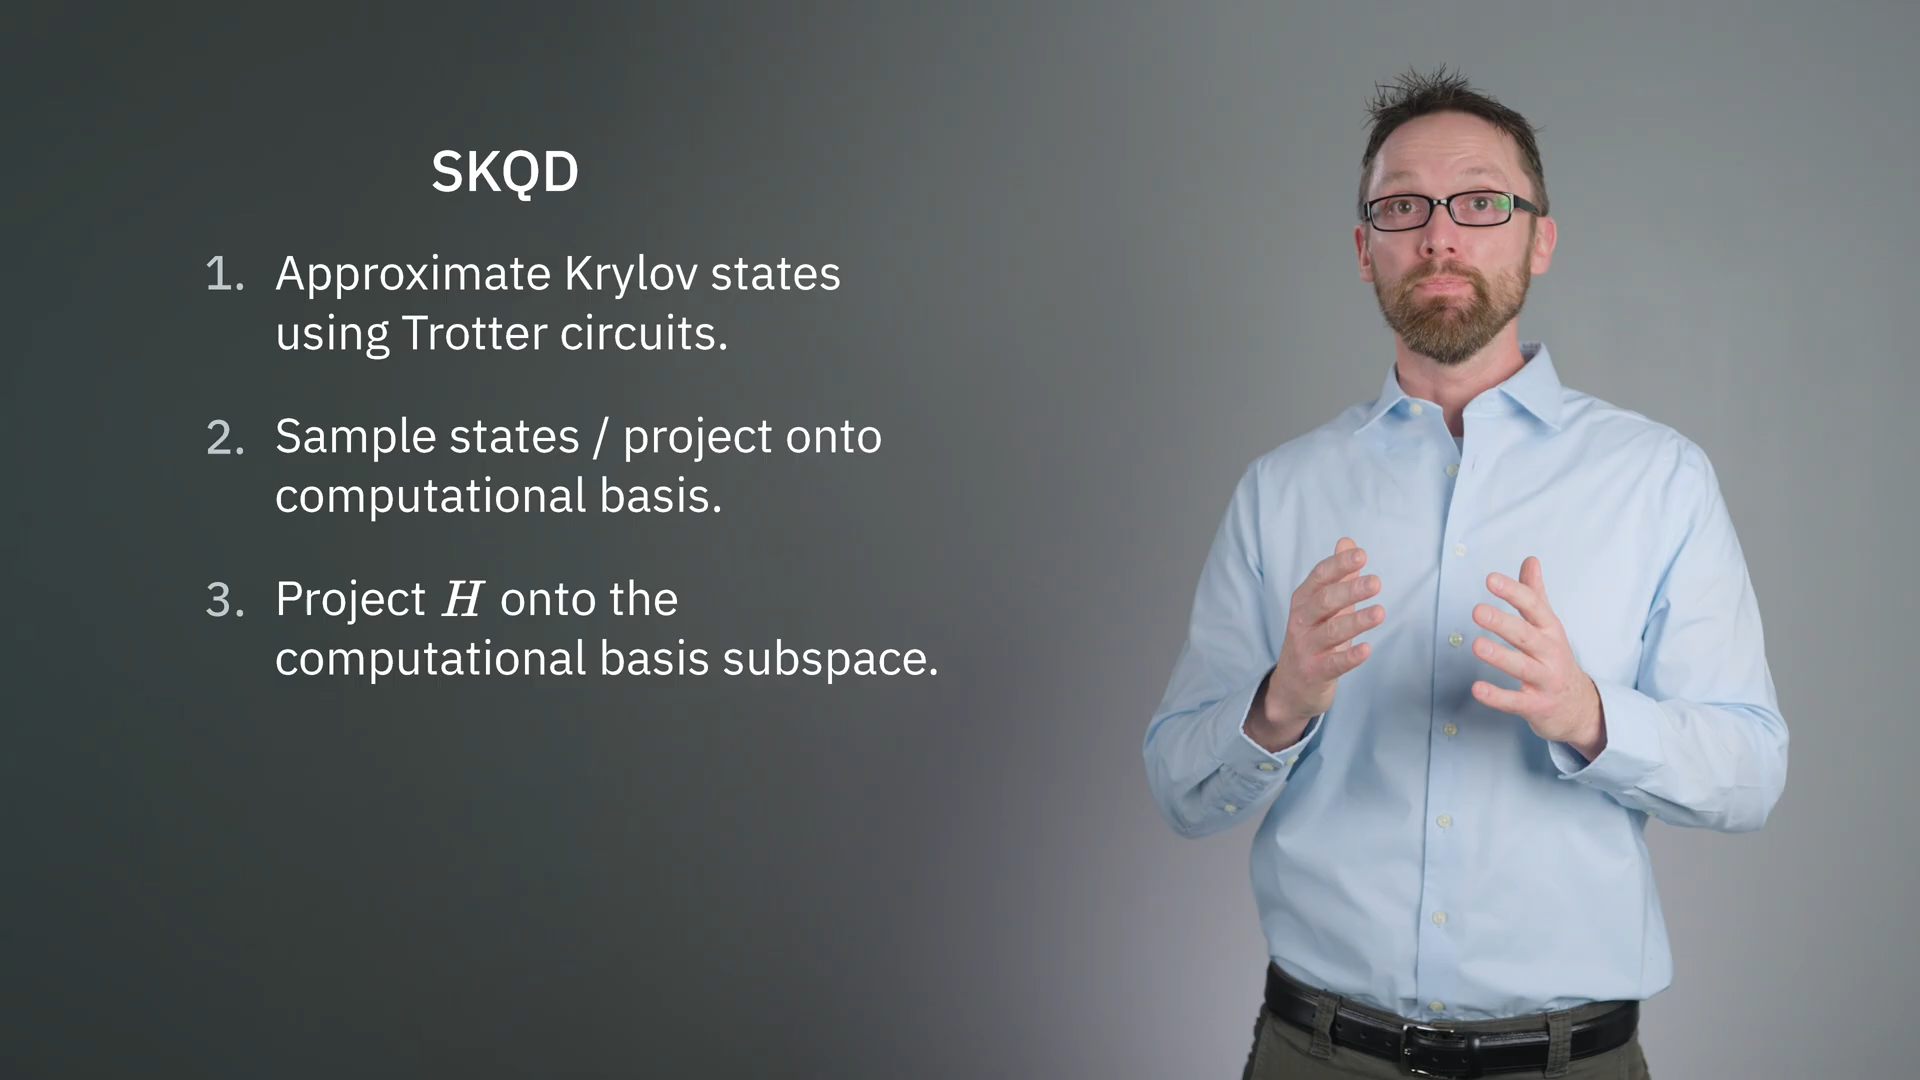 SKQD
1. Approximate Krylov states
using Trotter circuits.
2. Sample states / project onto
computational basis.
3. Project H onto the
computational basis subspace.